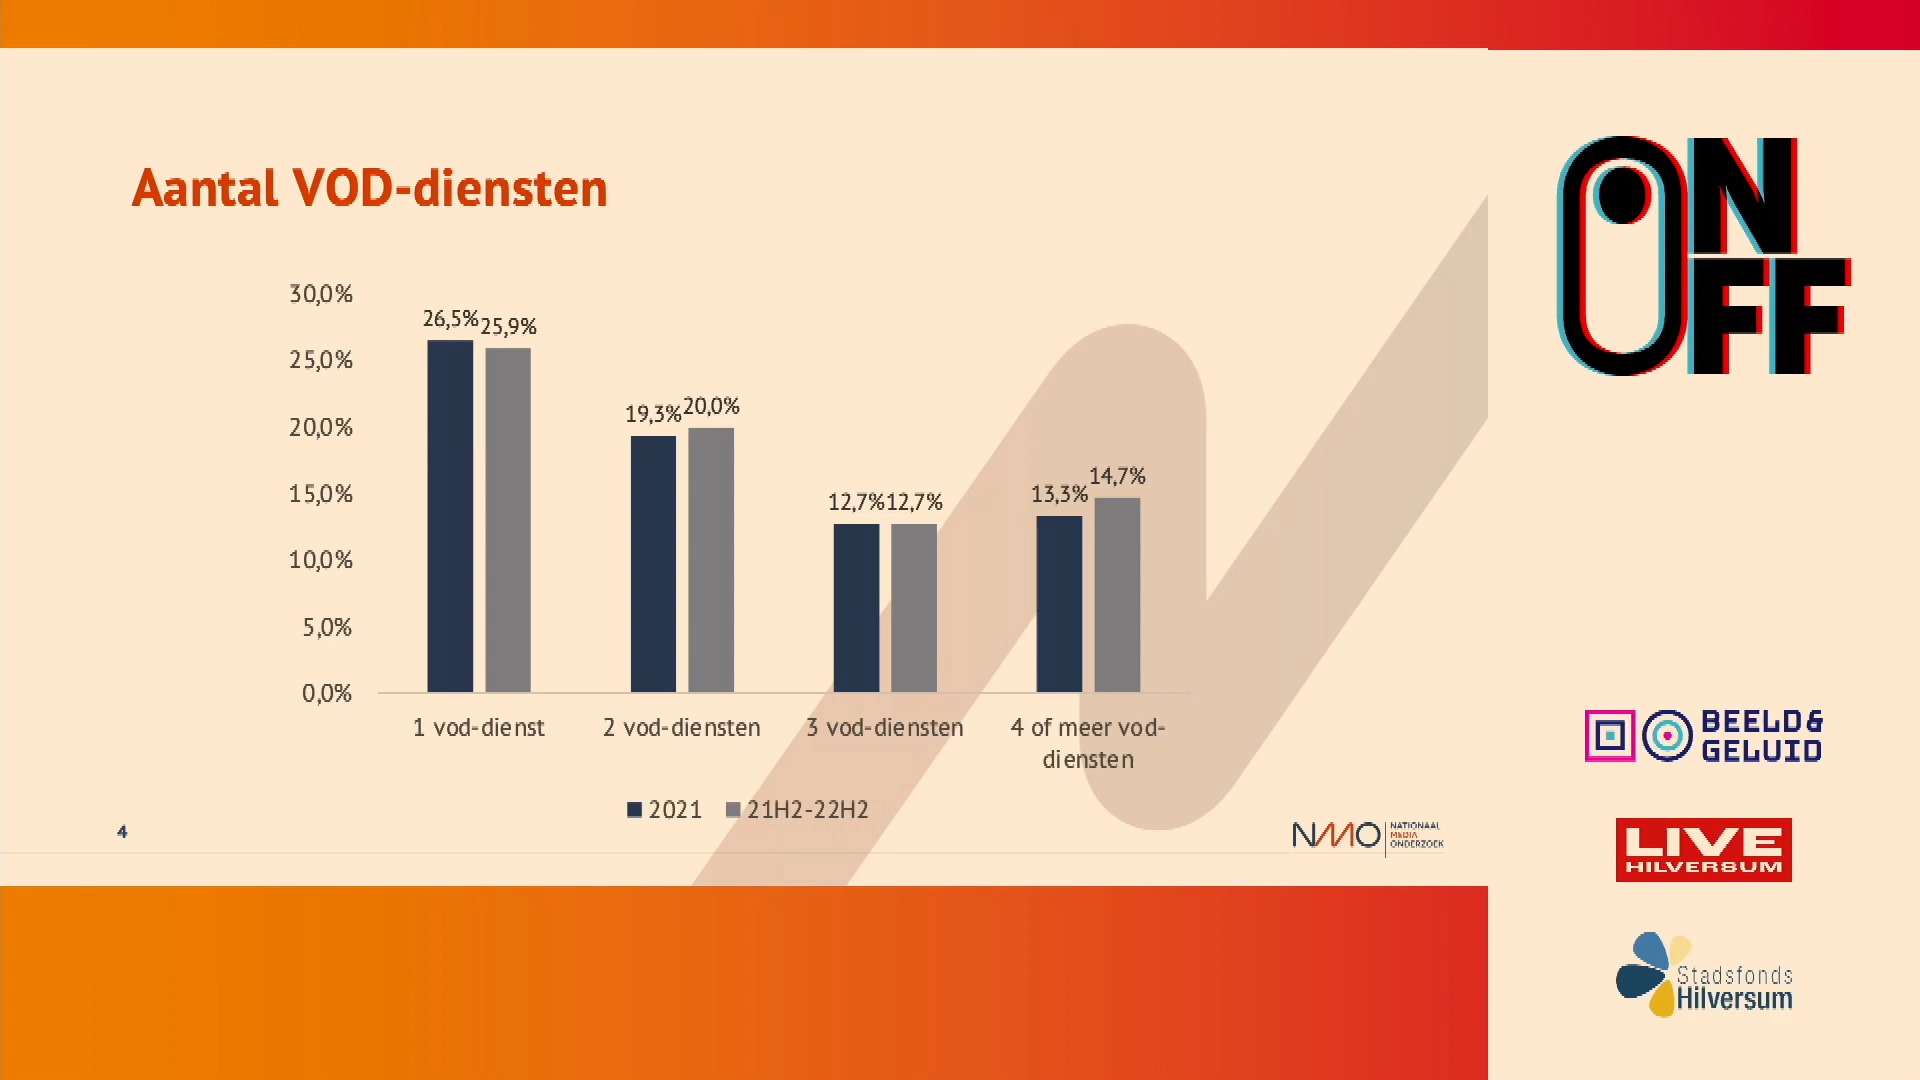 Aantal VOD-diensten
ON
FF
30,0%
25,0%
20,0%
15,0%
10,0%
5,0%
0,0%
26,5% 25,9%
19,3% 20,0%
12,7% 12,7%
13,3% 14,7%
1 vod-dienst
2 vod-diensten
3 vod-diensten
4 of meer vod-
diensten
2021 21H2-22H2
4
NMO
NATIONAAL
MEDIA
ONDERZOEK
BEELD&
GELUID
LIVE
HILVERSUM
Stadsfonds
Hilversum